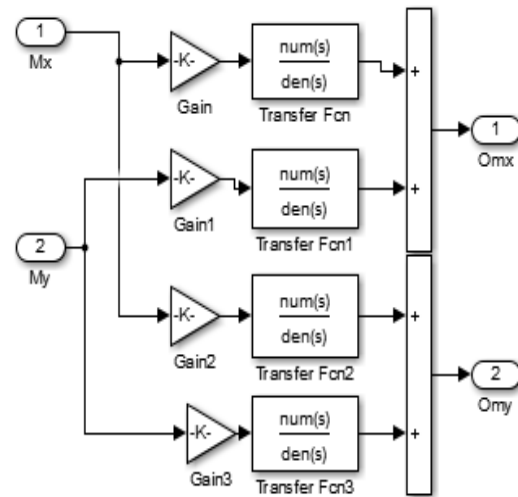 1
Mx
-K-
Gain
num(s)
den(s)
Transfer Fcn
+
1
Omx
-K-
Gain1
num(s)
den(s)
Transfer Fcn1
+
2
My
-K-
Gain2
num(s)
den(s)
Transfer Fcn2
+
2
Omy
-K-
Gain3
num(s)
den(s)
Transfer Fcn3
+